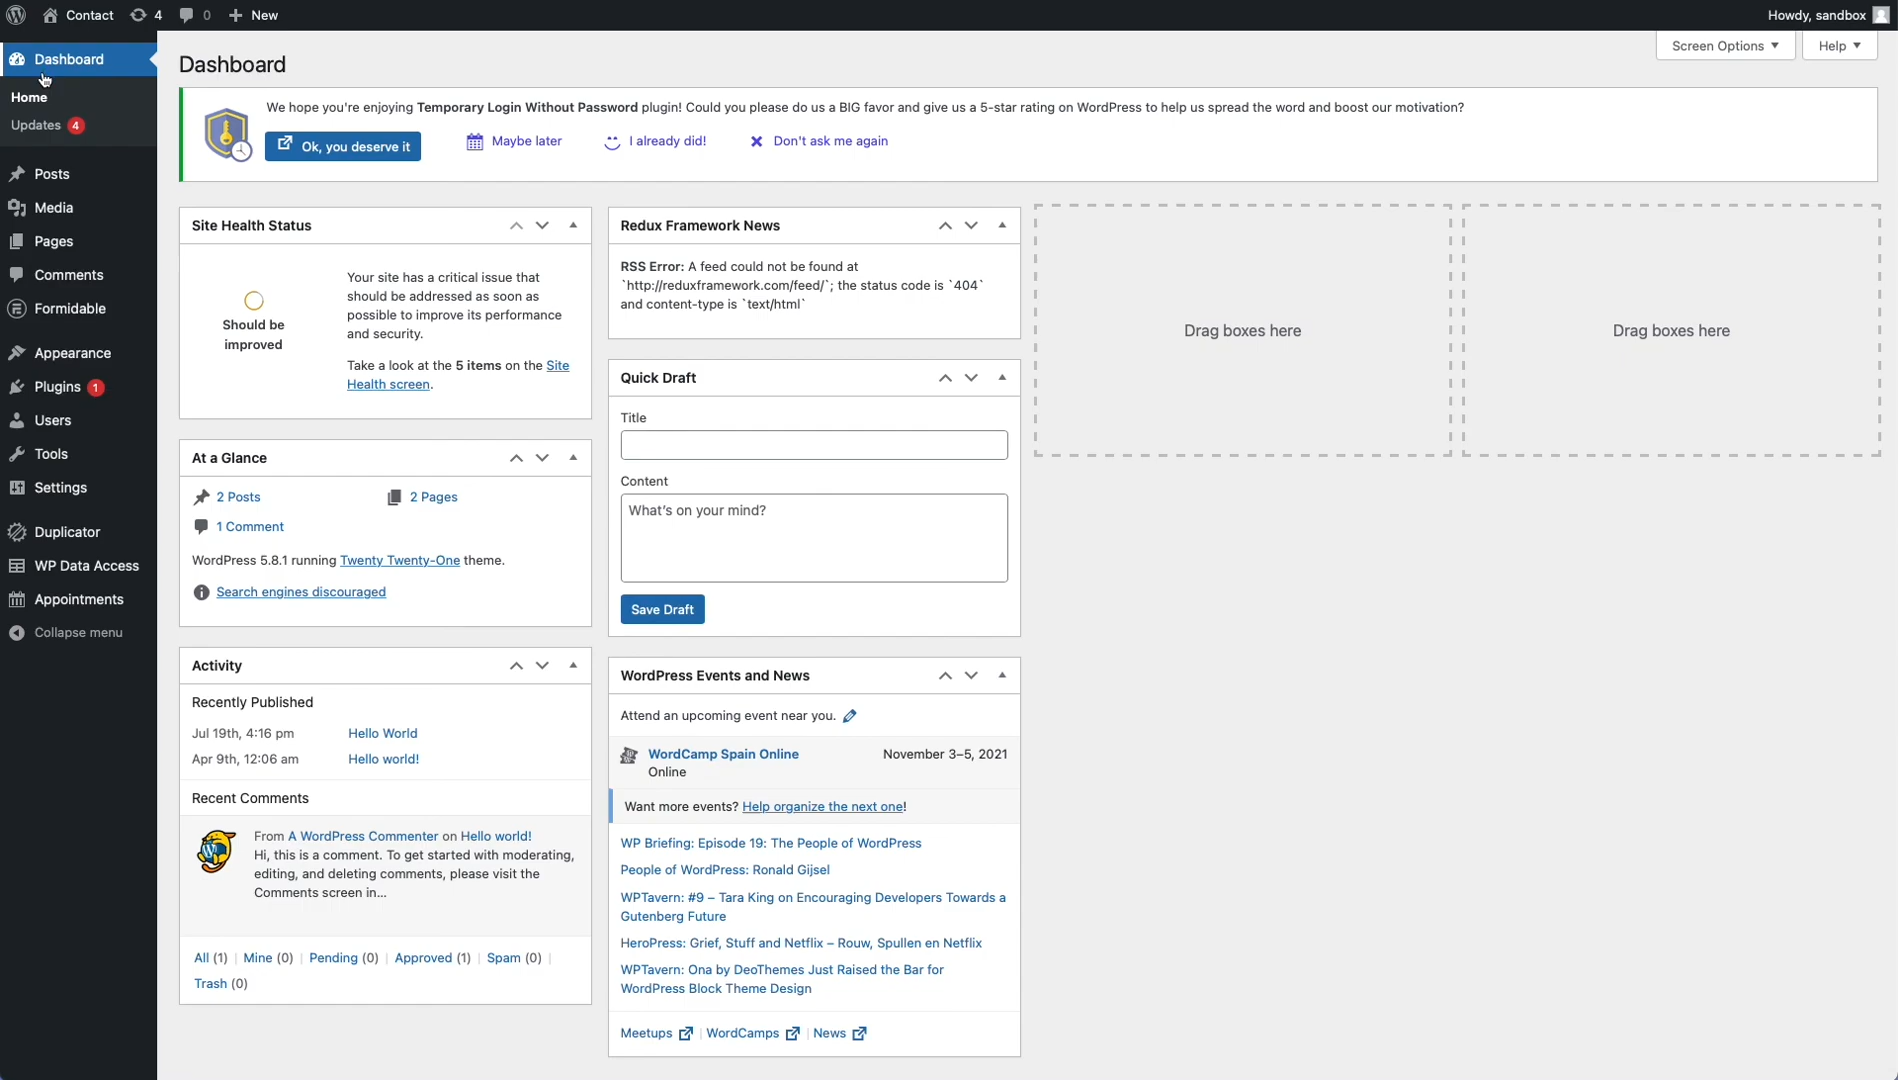 Contact 4 0 New
Howdy, sandbox
Dashboard
Home
Updates 4
Posts
Media
Pages
Comments
Formidable
Appearance
Plugins 1
Users
Tools
Settings
Duplicator
WP Data Access
Appointments
Collapse menu
Screen Options
Help
Dashboard
We hope you're enjoying Temporary Login Without Password plugin! Could you please do us a BIG favor and give us a 5-star rating on WordPress to help us spread the word and boost our motivation?
Ok, you deserve it
Maybe later
I already did!
Don't ask me again
Site Health Status
Should be
improved
Your site has a critical issue that
should be addressed as soon as
possible to improve its performance
and security.
Take a look at the 5 items on the Site
Health screen.
At a Glance
2 Posts
2 Pages
1 Comment
WordPress 5.8.1 running Twenty Twenty-One theme.
Search engines discouraged
Activity
Recently Published
Jul 19th, 4:16 pm Hello World
Apr 9th, 12:06 am Hello world!
Recent Comments
From A WordPress Commenter on Hello world!
Hi, this is a comment. To get started with moderating,
editing, and deleting comments, please visit the
Comments screen in…
All (1) | Mine (0) | Pending (0) | Approved (1) | Spam (0) |
Trash (0)
Redux Framework News
RSS Error: A feed could not be found at
`http://reduxframework.com/feed/`; the status code is `404`
and content-type is `text/html`
Quick Draft
Title
Content
What's on your mind?
Save Draft
WordPress Events and News
Attend an upcoming event near you.
WordCamp Spain Online November 3–5, 2021
Online
Want more events? Help organize the next one!
WP Briefing: Episode 19: The People of WordPress
People of WordPress: Ronald Gijsel
WPTavern: #9 – Tara King on Encouraging Developers Towards a
Gutenberg Future
HeroPress: Grief, Stuff and Netflix – Rouw, Spullen en Netflix
WPTavern: Ona by DeoThemes Just Raised the Bar for
WordPress Block Theme Design
Meetups | WordCamps | News
Drag boxes here
Drag boxes here